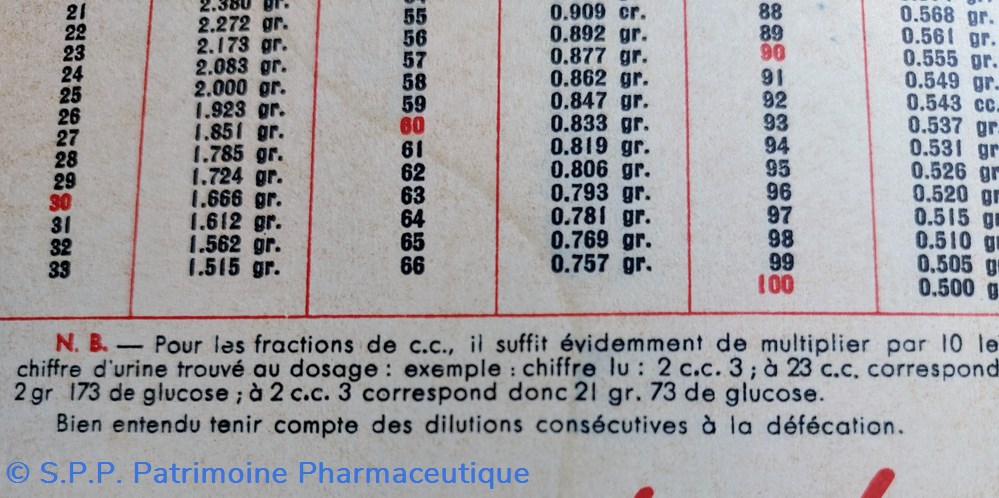 21 2.380 gr.
22 2.272 gr. 55 0.909 cr. 88 0.568 gr.
23 2.173 gr. 56 0.892 gr. 89 0.561 gr.
24 2.083 gr. 57 0.877 gr. 90 0.555 gr.
25 2.000 gr. 58 0.862 gr. 91 0.549 gr.
26 1.923 gr. 59 0.847 gr. 92 0.543 cc.
27 1.851 gr. 60 0.833 gr. 93 0.537 gr.
28 1.785 gr. 61 0.819 gr. 94 0.531 gr.
29 1.724 gr. 62 0.806 gr. 95 0.526 gr
30 1.666 gr. 63 0.793 gr. 96 0.520 gr
31 1.612 gr. 64 0.781 gr. 97 0.515 gr
32 1.562 gr. 65 0.769 gr. 98 0.510 g
33 1.515 gr. 66 0.757 gr. 99 0.505 g
100 0.500 g
N. B. — Pour les fractions de c.c., il suffit évidemment de multiplier par 10 le
chiffre d'urine trouvé au dosage : exemple : chiffre lu : 2 c.c. 3 ; à 23 c.c. correspond
2 gr 173 de glucose ; à 2 c.c. 3 correspond donc 21 gr. 73 de glucose.
Bien entendu tenir compte des dilutions consécutives à la défécation.
© S.P.P. Patrimoine Pharmaceutique